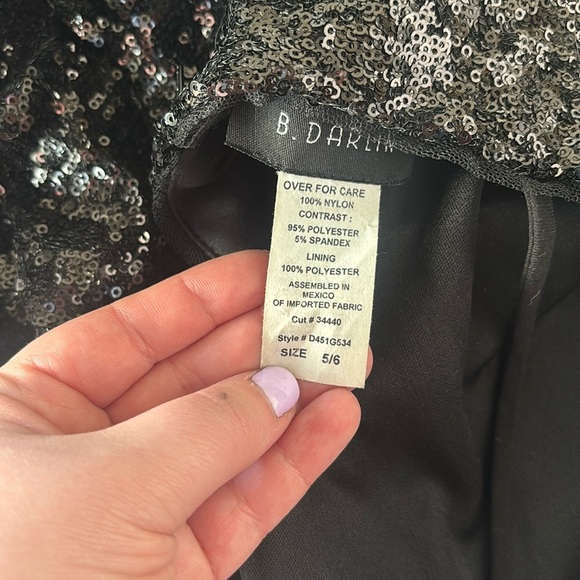 B. DARLIN
OVER FOR CARE
100% NYLON
CONTRAST :
95% POLYESTER
5% SPANDEX
LINING
100% POLYESTER
ASSEMBLED IN
MEXICO
OF IMPORTED FABRIC
Cut # 34440
Style # D451G534
SIZE 5/6